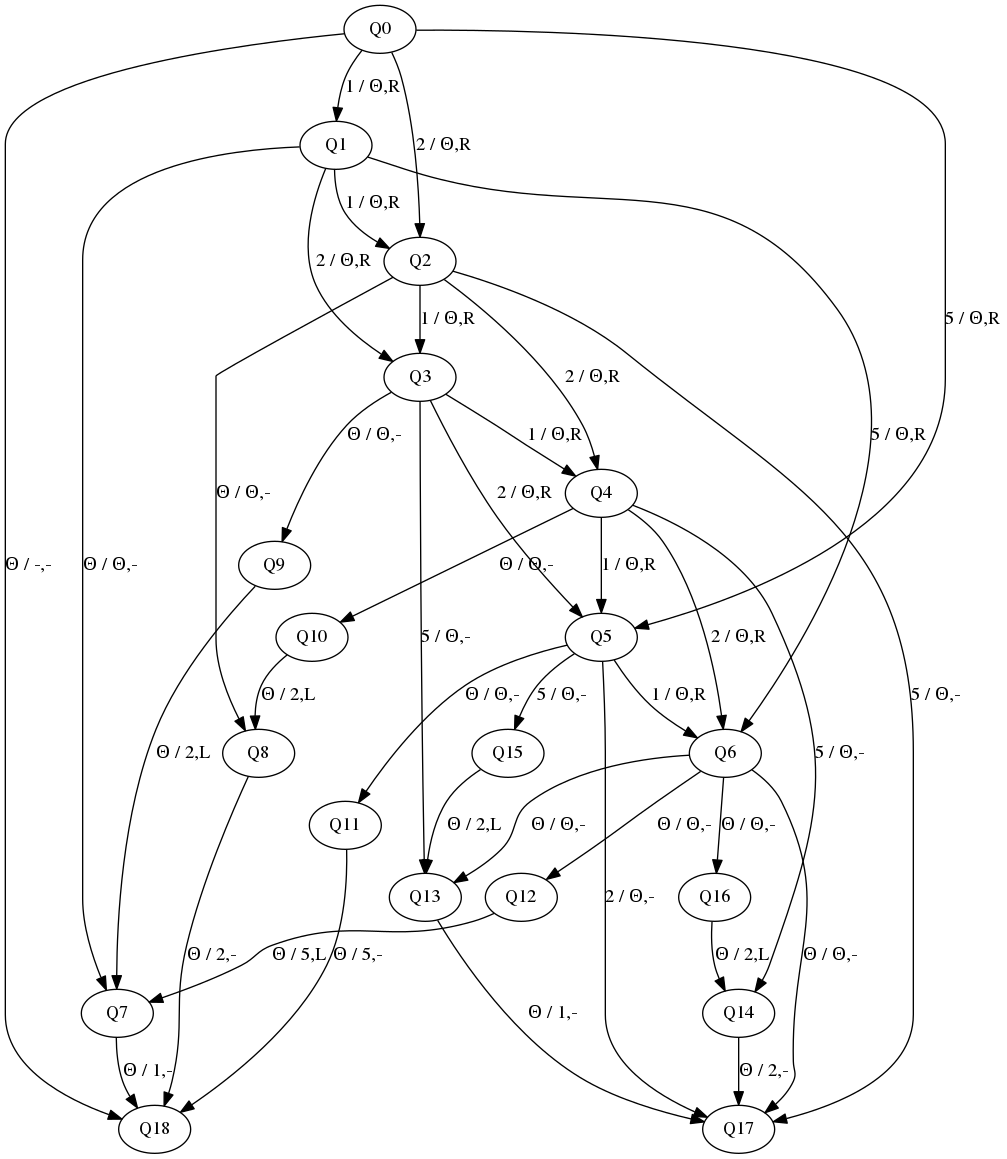 Q0
1 / Θ,R
2 / Θ,R
Q1
1 / Θ,R
2 / Θ,R
Q2
1 / Θ,R
5 / Θ,R
Q3
2 / Θ,R
Θ / Θ,-
1 / Θ,R
5 / Θ,R
2 / Θ,R
Q4
Θ / Θ,-
Θ / -,-
Θ / Θ,-
Q9
Θ / Θ,-
1 / Θ,R
Q10
5 / Θ,-
Q5
2 / Θ,R
Θ / 2,L
Θ / Θ,-
5 / Θ,-
1 / Θ,R
5 / Θ,-
Θ / 2,L
Q8
Q15
Q6
5 / Θ,-
Q11
Θ / 2,L
Θ / Θ,-
Θ / Θ,-
Θ / Θ,-
Q13
Q12
2 / Θ,-
Q16
Θ / 2,-
Θ / 5,L
Θ / 5,-
Θ / 2,L
Θ / Θ,-
Q7
Θ / 1,-
Q14
Θ / 1,-
Θ / 2,-
Q18
Q17